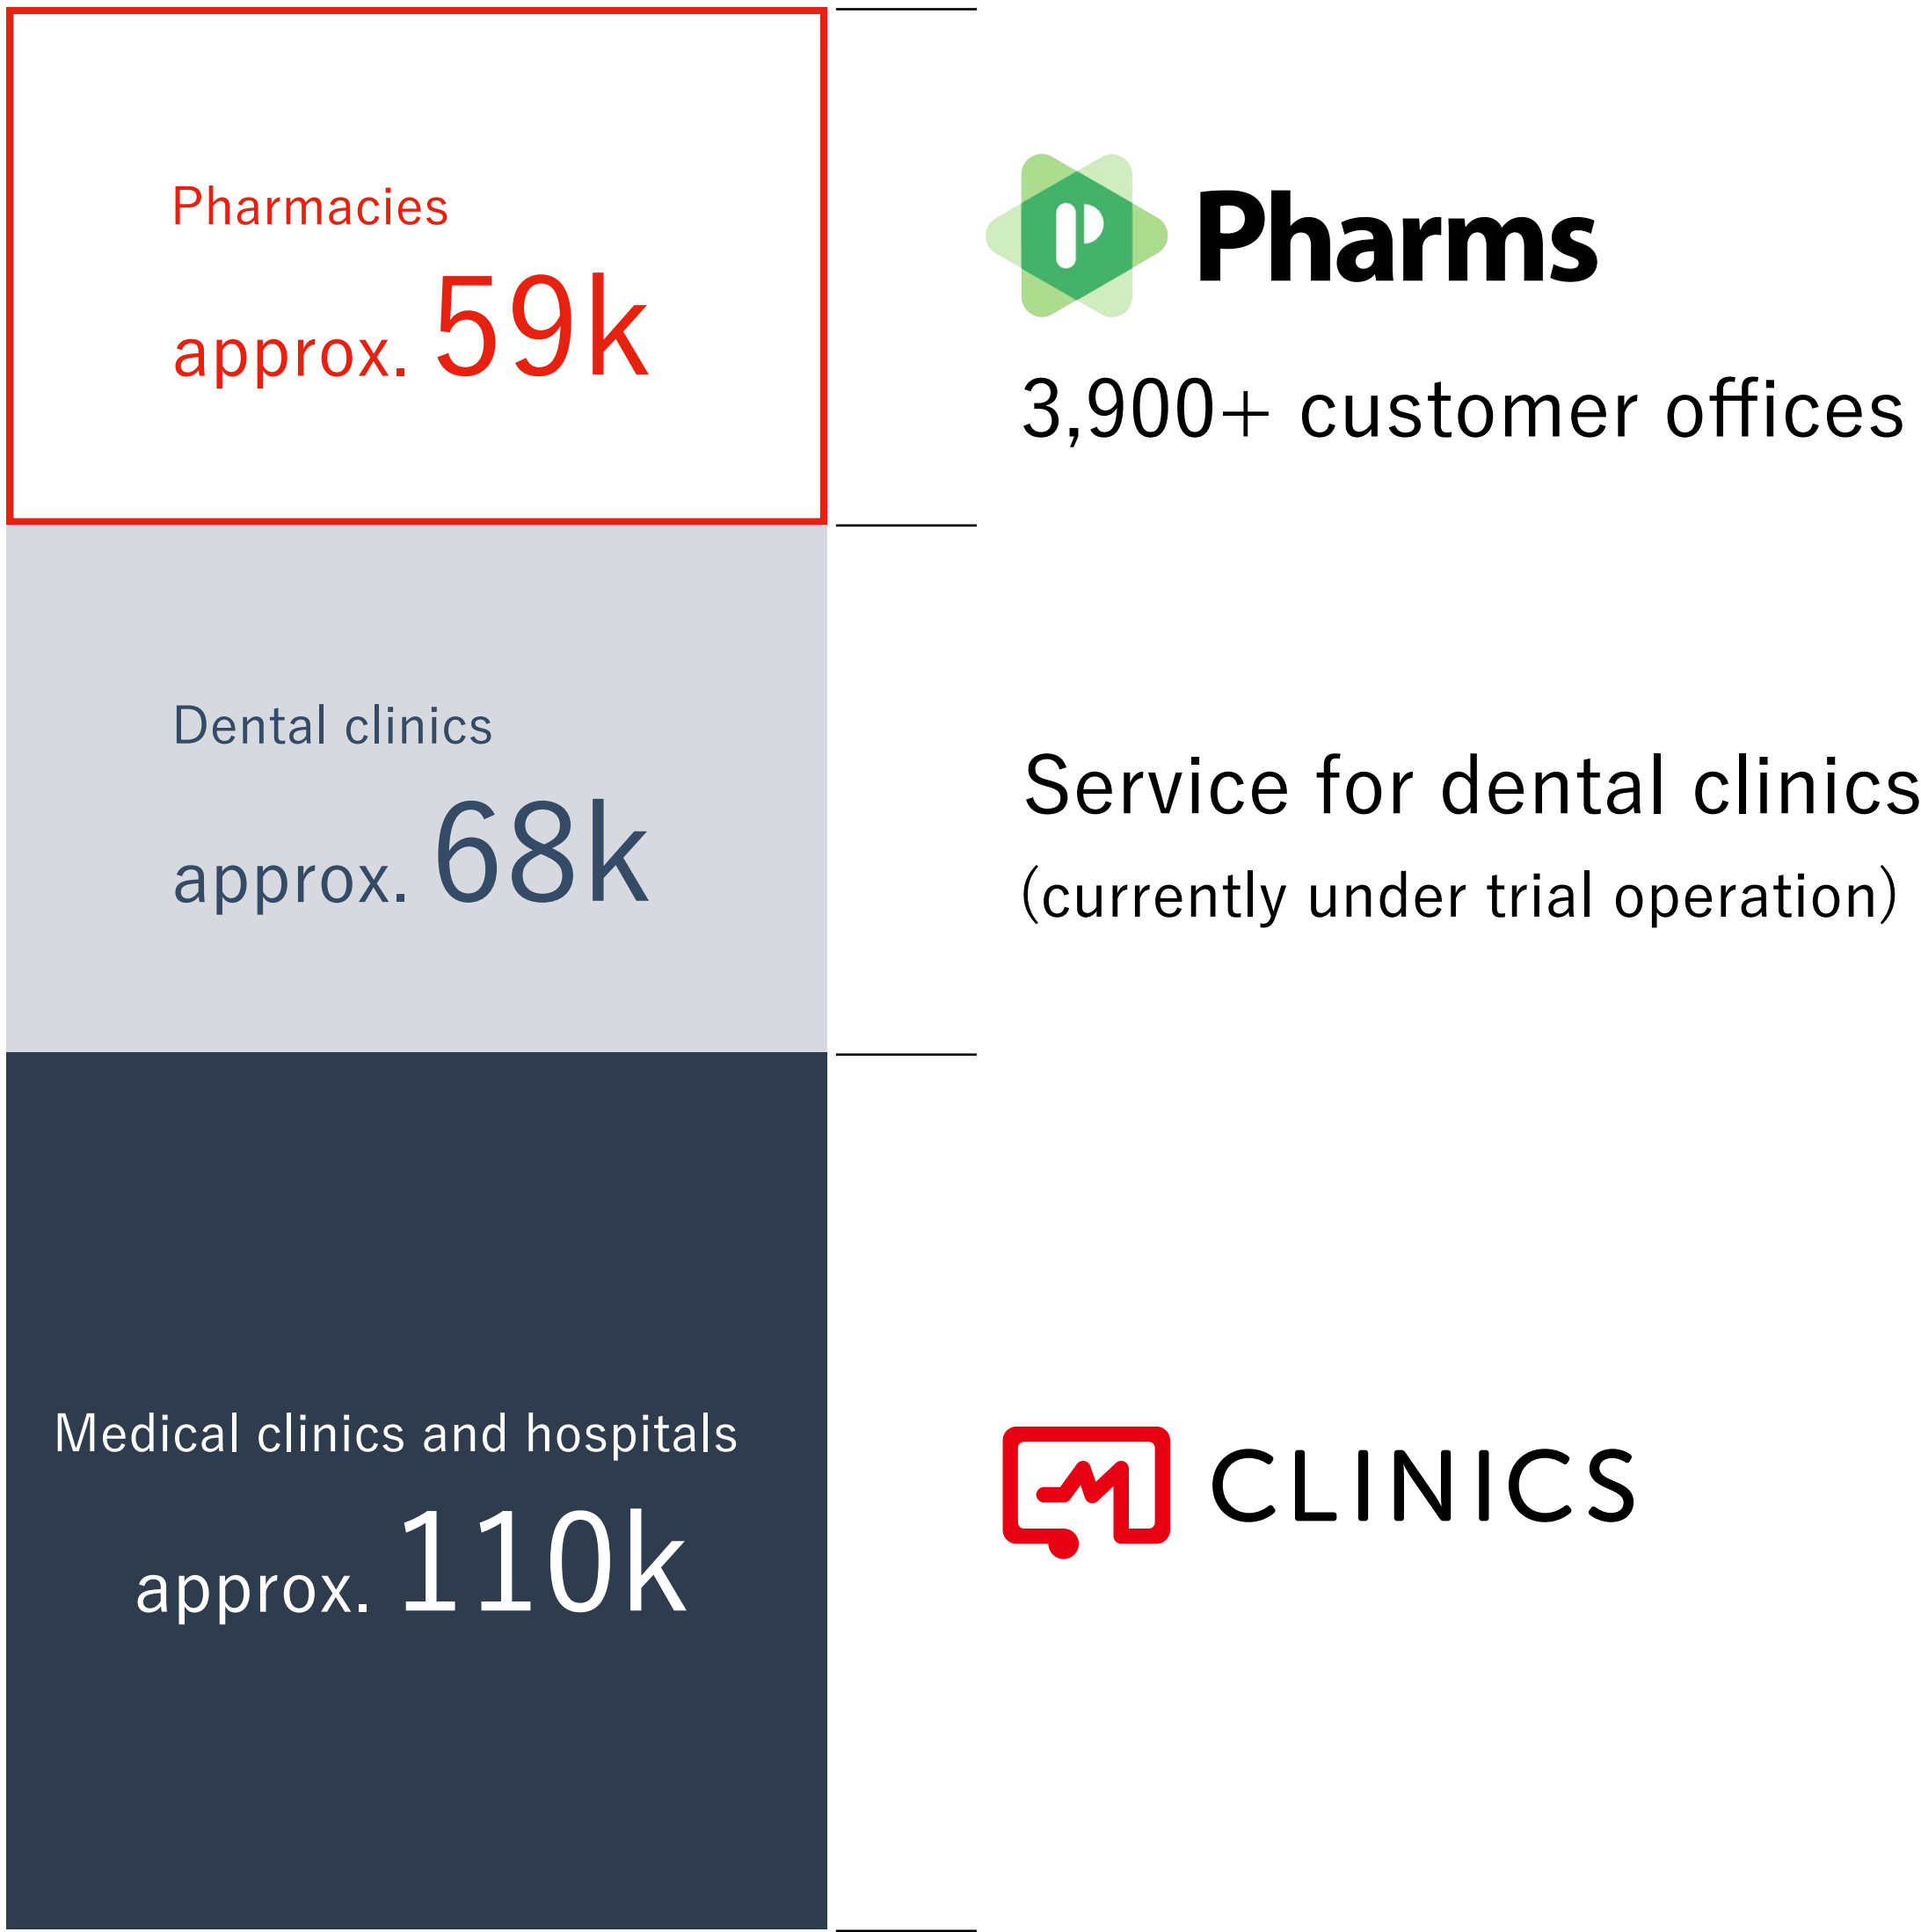 Pharmacies
approx. 59k
Pharms
3,900+ customer offices
Dental clinics
approx. 68k
Service for dental clinics
(currently under trial operation)
Medical clinics and hospitals
approx. 110k
CLINICS